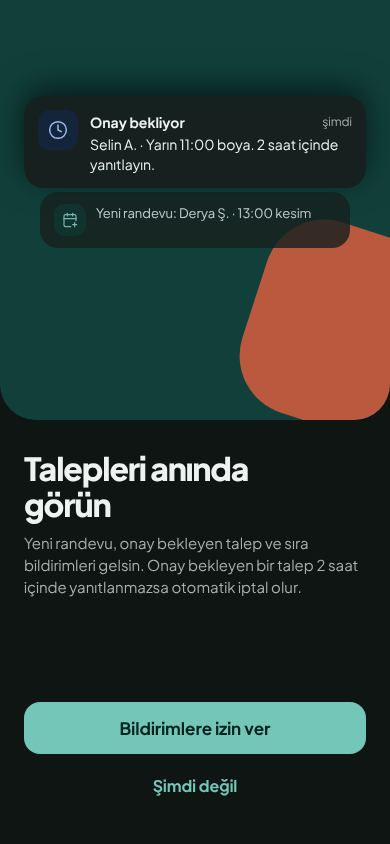 Onay bekliyor
şimdi
Selin A. · Yarın 11:00 boya. 2 saat içinde
yanıtlayın.
Yeni randevu: Derya Ş. · 13:00 kesim
Talepleri anında
görün
Yeni randevu, onay bekleyen talep ve sıra
bildirimleri gelsin. Onay bekleyen bir talep 2 saat
içinde yanıtlanmazsa otomatik iptal olur.
Bildirimlere izin ver
Şimdi değil